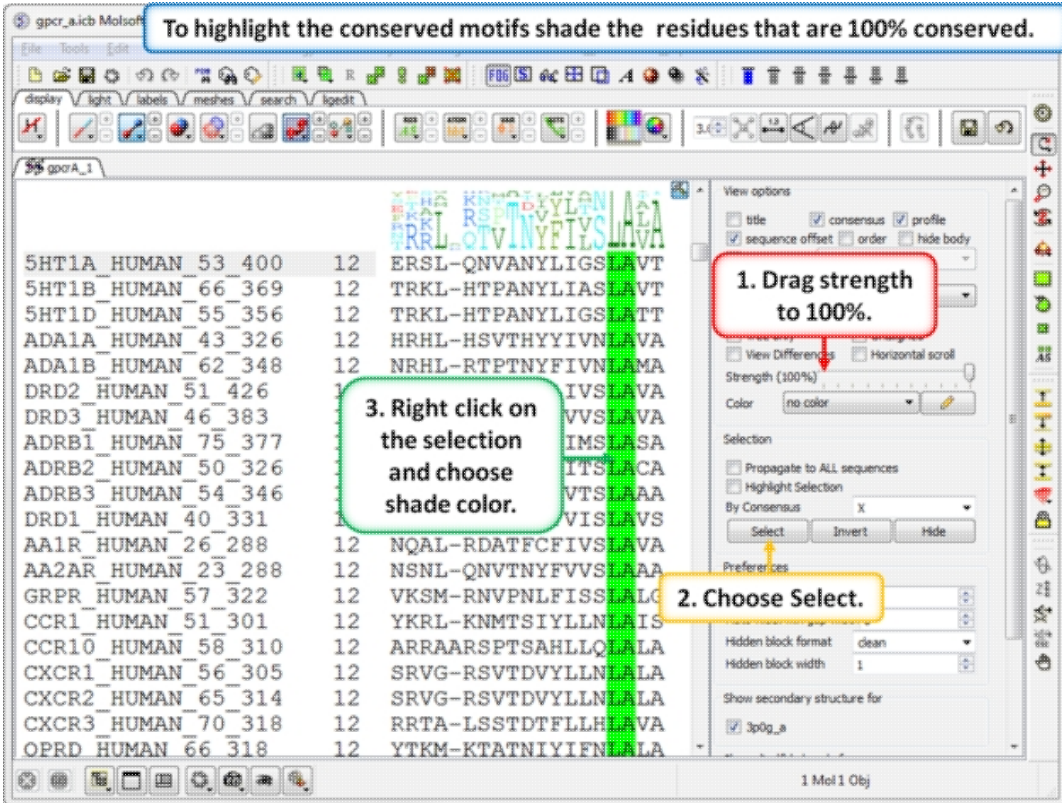 gpcr_a.icb Molsoft
To highlight the conserved motifs shade the residues that are 100% conserved.
File Tools Edit
display light labels meshes search ligedit
gpcrA_1
View options
title consensus profile
sequence offset order hide body
1. Drag strength
to 100%.
View Differences Horizontal scroll
Strength (100%)
Color no color
Selection
Propagate to ALL sequences
Highlight Selection
By Consensus X
Select Invert Hide
Preferences
2. Choose Select.
Hidden block format clean
Hidden block width 1
Show secondary structure for
3p0g_a
5HT1A_HUMAN_53_400 12 ERSL-QNVANYLIGSLAVT
5HT1B_HUMAN_66_369 12 TRKL-HTPANYLIASLAVT
5HT1D_HUMAN_55_356 12 TRKL-HTPANYLIGSLATT
ADA1A_HUMAN_43_326 12 HRHL-HSVTHYYIVNLAVA
ADA1B_HUMAN_62_348 12 NRHL-RTPTNYFIVNLAMA
DRD2_HUMAN_51_426 LAVA
DRD3_HUMAN_46_383 VVSLAVA
ADRB1_HUMAN_75_377 IMSLASA
ADRB2_HUMAN_50_326 ITSLACA
ADRB3_HUMAN_54_346 VTSLAAA
DRD1_HUMAN_40_331 12 VISLAVS
AA1R_HUMAN_26_288 12 NQAL-RDATFCFIVSLAVA
AA2AR_HUMAN_23_288 12 NSNL-QNVTNYFVVSLAAA
GRPR_HUMAN_57_322 12 VKSM-RNVPNLFISSLALG
CCR1_HUMAN_51_301 12 YKRL-KNMTSIYLLNLAIS
CCR10_HUMAN_58_310 12 ARRAARSPTSAHLLQLALA
CXCR1_HUMAN_56_305 12 SRVG-RSVTDVYLLNLALA
CXCR2_HUMAN_65_314 12 SRVG-RSVTDVYLLNLALA
CXCR3_HUMAN_70_318 12 RRTA-LSSTDTFLLHLAVA
OPRD_HUMAN_66_318 12 YTKM-KTATNIYIFNLALA
3. Right click on
the selection
and choose
shade color.
1 Mol 1 Obj